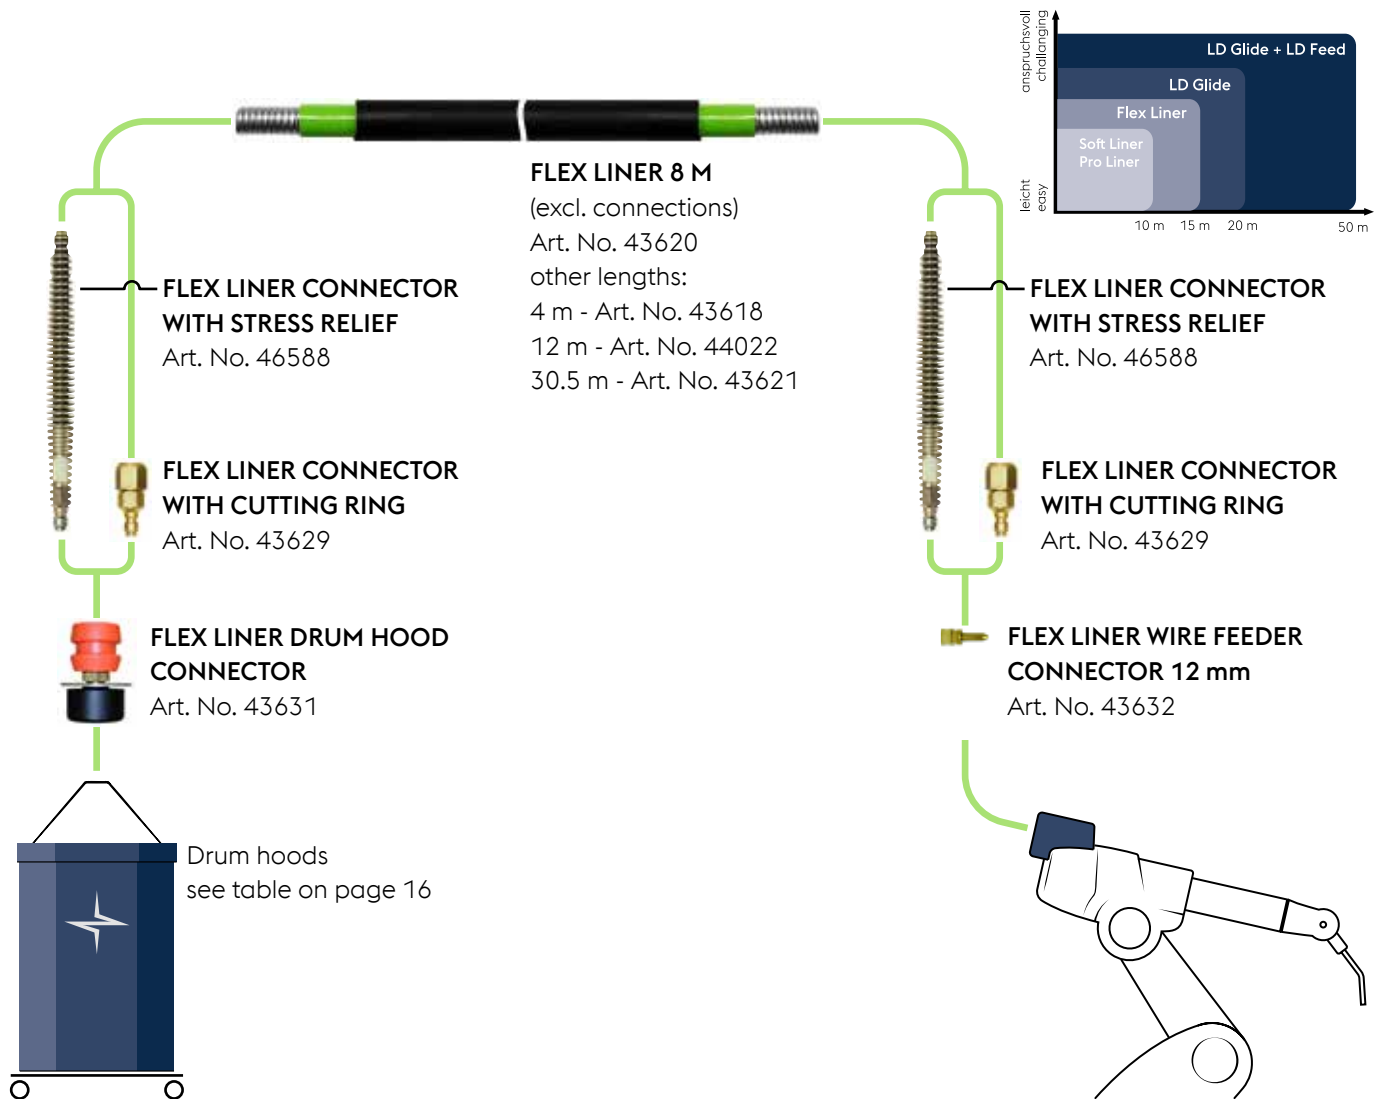 anspruchsvoll
challanging
leicht
easy
LD Glide + LD Feed
LD Glide
Flex Liner
Soft Liner
Pro Liner
10 m
15 m
20 m
50 m
FLEX LINER 8 M
(excl. connections)
Art. No. 43620
other lengths:
4 m - Art. No. 43618
12 m - Art. No. 44022
30.5 m - Art. No. 43621
FLEX LINER CONNECTOR
WITH STRESS RELIEF
Art. No. 46588
FLEX LINER CONNECTOR
WITH CUTTING RING
Art. No. 43629
FLEX LINER DRUM HOOD
CONNECTOR
Art. No. 43631
Drum hoods
see table on page 16
FLEX LINER CONNECTOR
WITH STRESS RELIEF
Art. No. 46588
FLEX LINER CONNECTOR
WITH CUTTING RING
Art. No. 43629
FLEX LINER WIRE FEEDER
CONNECTOR 12 mm
Art. No. 43632